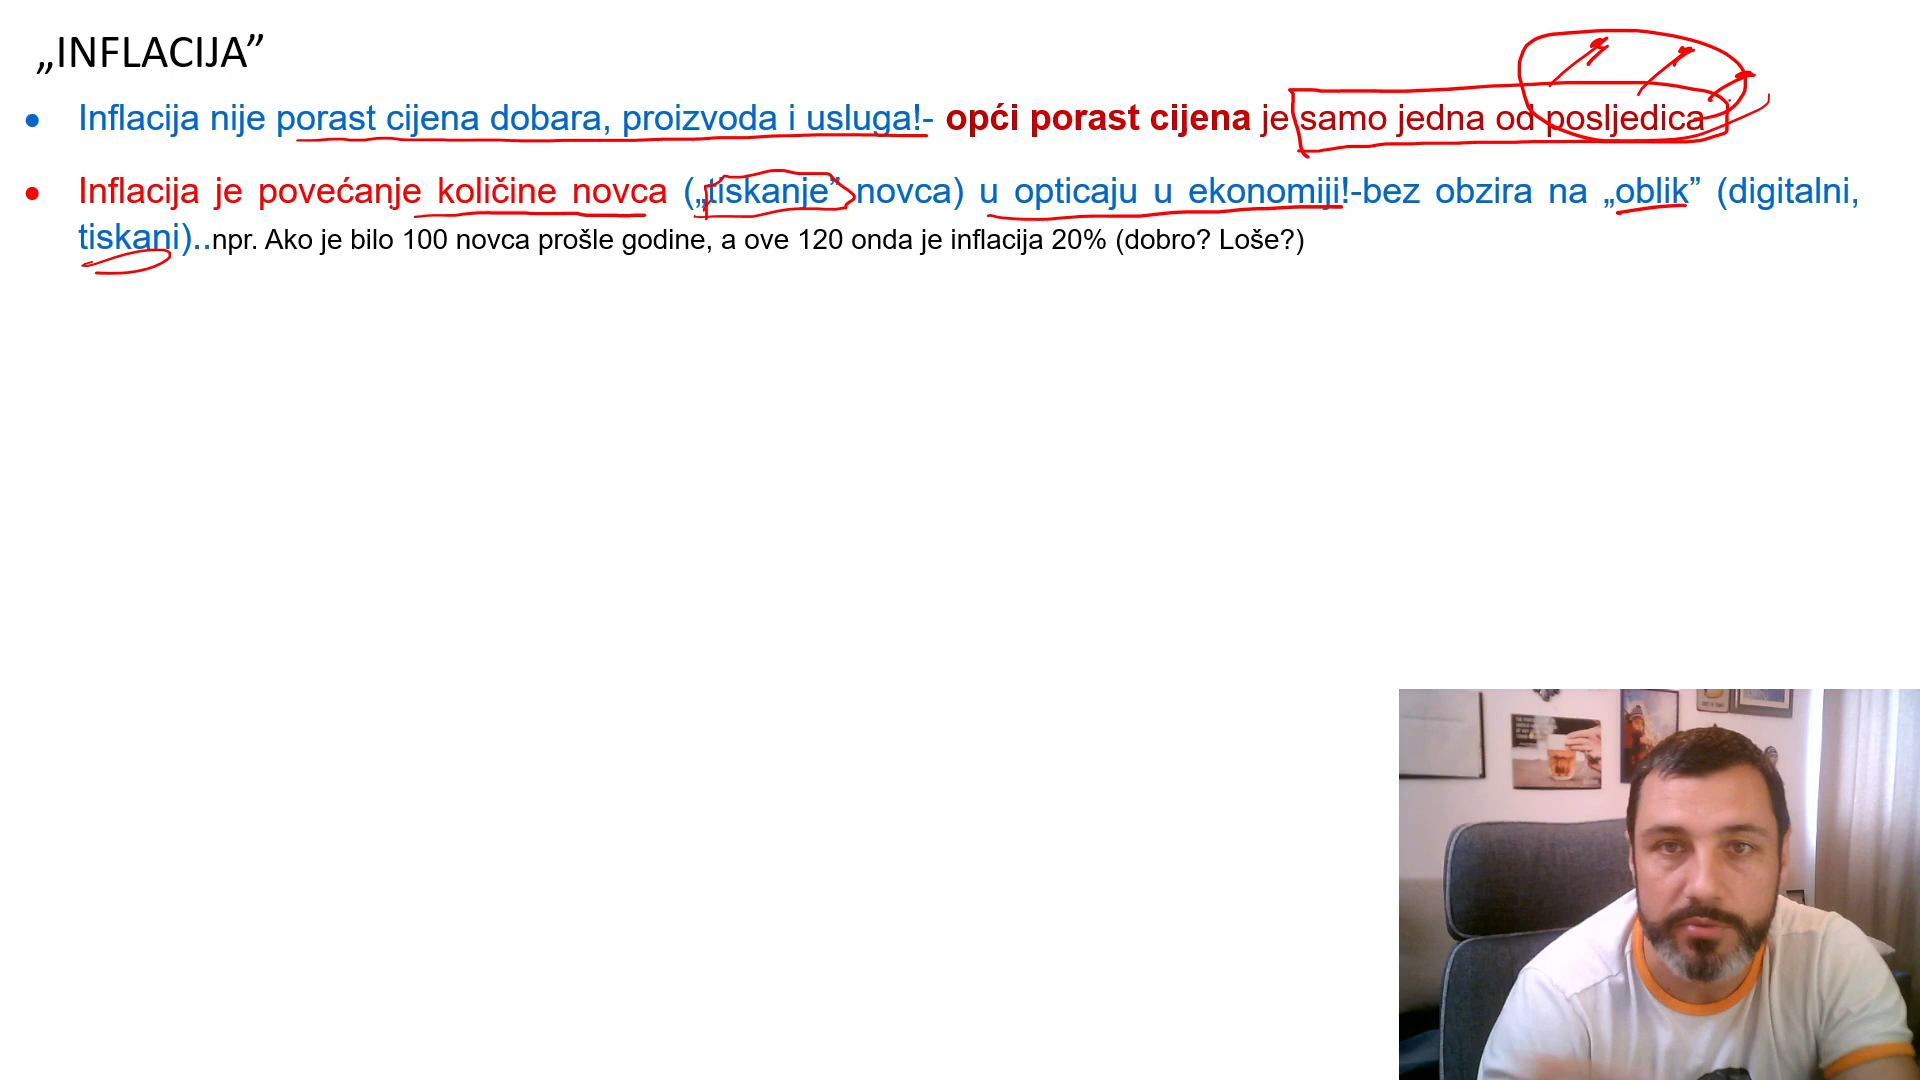 „INFLACIJA”
• Inflacija nije porast cijena dobara, proizvoda i usluga!- opći porast cijena je samo jedna od posljedica
• Inflacija je povećanje količine novca („tiskanje” novca) u opticaju u ekonomiji!-bez obzira na „oblik” (digitalni,
tiskani)..npr. Ako je bilo 100 novca prošle godine, a ove 120 onda je inflacija 20% (dobro? Loše?)